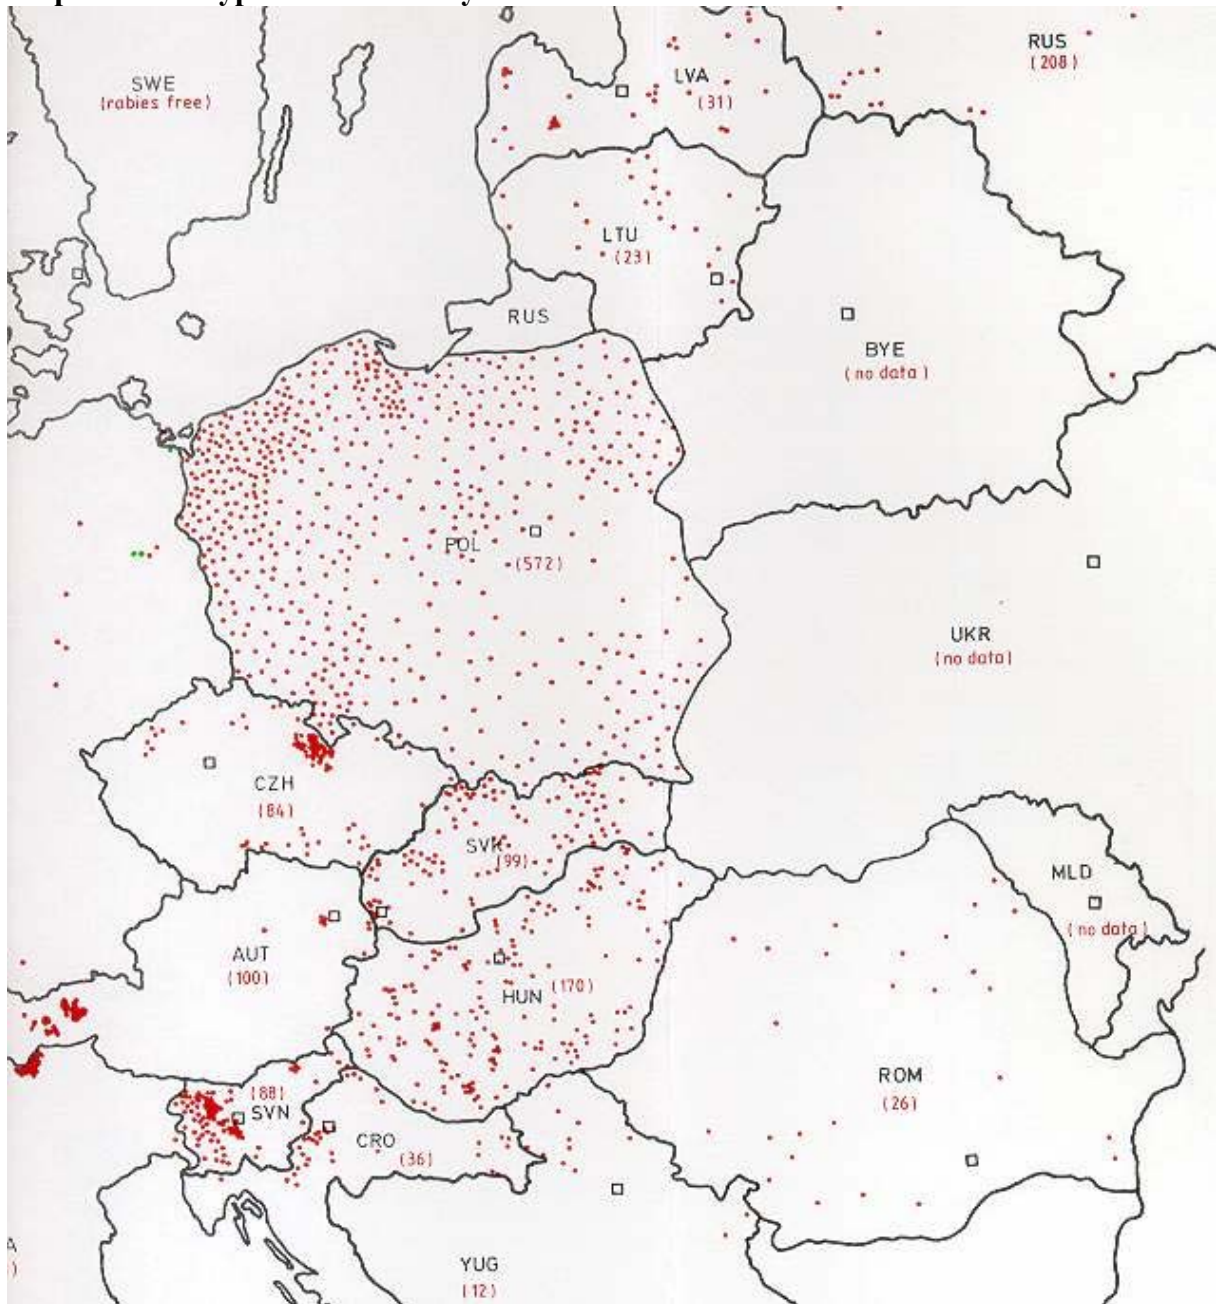 SWE
(rabies free)
RUS
(208)
LVA
(31)
LTU
(23)
RUS
BYE
(no data)
POL
(572)
UKR
(no data)
CZH
(84)
SVK
(99)
MLD
(no data)
AUT
(100)
HUN (170)
ROM
(26)
(88)
SVN
CRO
(36)
YUG
(12)